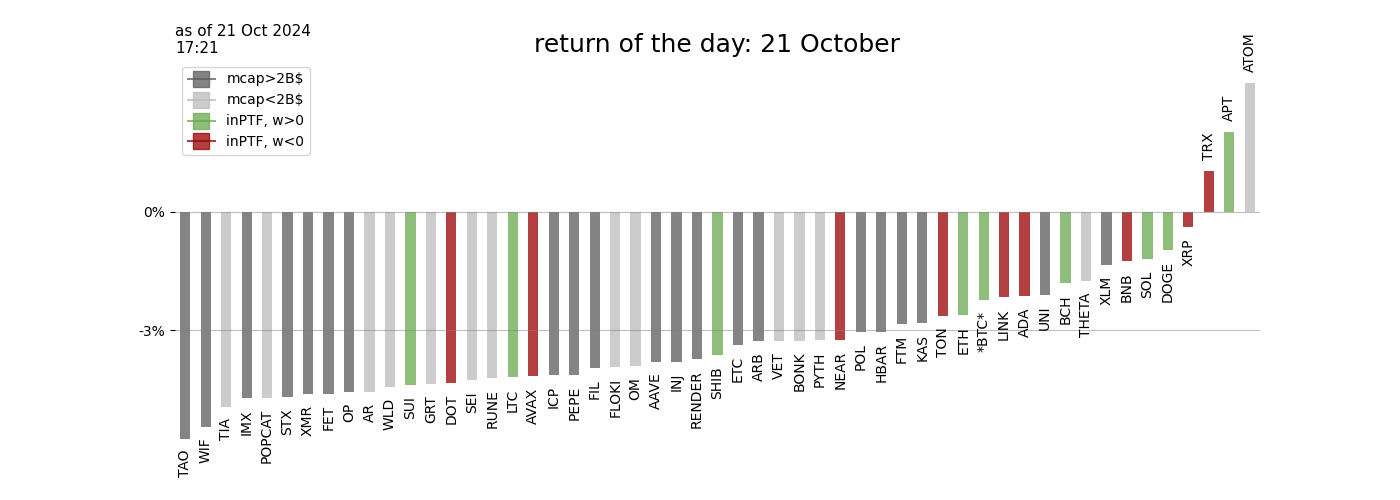 as of 21 Oct 2024
17:21
return of the day: 21 October
mcap>2B$
mcap<2B$
inPTF, w>0
inPTF, w<0
0%
-3%
TAO
WIF
TIA
IMX
POPCAT
STX
XMR
FET
OP
AR
WLD
SUI
GRT
DOT
SEI
RUNE
LTC
AVAX
ICP
PEPE
FIL
FLOKI
OM
AAVE
INJ
RENDER
SHIB
ETC
ARB
VET
BONK
PYTH
NEAR
POL
HBAR
FTM
KAS
TON
ETH
*BTC*
LINK
ADA
UNI
BCH
THETA
XLM
BNB
SOL
DOGE
XRP
TRX
APT
ATOM